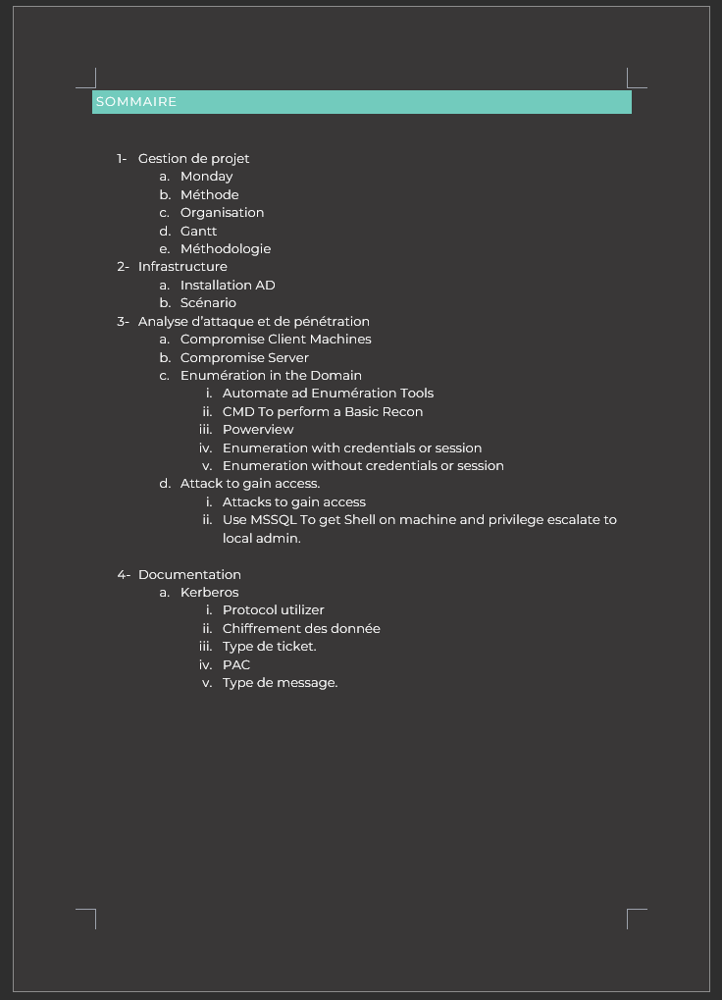 SOMMAIRE
1- Gestion de projet
a. Monday
b. Méthode
c. Organisation
d. Gantt
e. Méthodologie
2- Infrastructure
a. Installation AD
b. Scénario
3- Analyse d'attaque et de pénétration
a. Compromise Client Machines
b. Compromise Server
c. Enumération in the Domain
i. Automate ad Enumération Tools
ii. CMD To perform a Basic Recon
iii. Powerview
iv. Enumeration with credentials or session
v. Enumeration without credentials or session
d. Attack to gain access.
i. Attacks to gain access
ii. Use MSSQL To get Shell on machine and privilege escalate to
local admin.
4- Documentation
a. Kerberos
i. Protocol utilizer
ii. Chiffrement des donnée
iii. Type de ticket.
iv. PAC
v. Type de message.